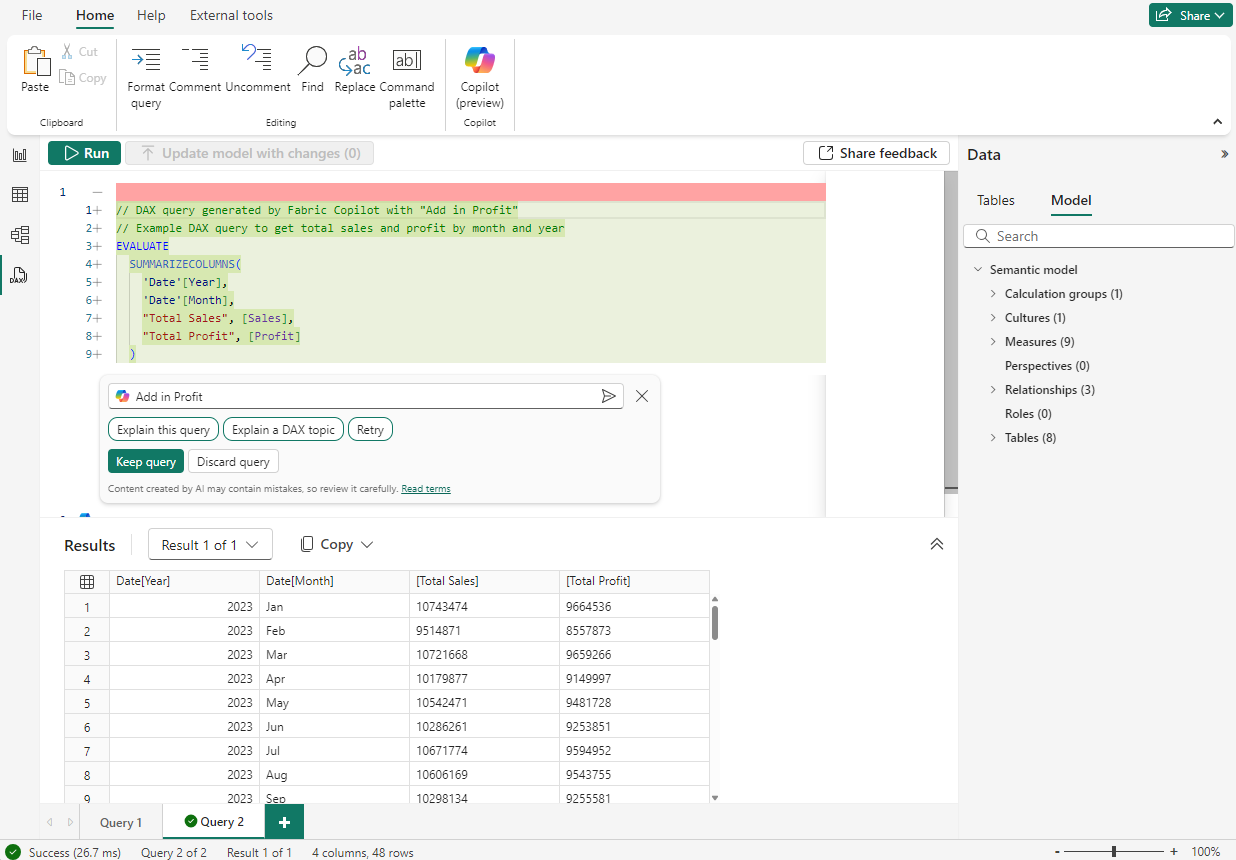 File Home Help External tools Share
Paste Cut Copy Format query Comment Uncomment Find Replace Command palette Copilot (preview)
Clipboard Editing Copilot
Run Update model with changes (0) Share feedback
1 —
1+ // DAX query generated by Fabric Copilot with "Add in Profit"
2+ // Example DAX query to get total sales and profit by month and year
3+ EVALUATE
4+ SUMMARIZECOLUMNS(
5+ 'Date'[Year],
6+ 'Date'[Month],
7+ "Total Sales", [Sales],
8+ "Total Profit", [Profit]
9+ )
Add in Profit
Explain this query Explain a DAX topic Retry
Keep query Discard query
Content created by AI may contain mistakes, so review it carefully. Read terms
Data
Tables Model
Search
Semantic model
Calculation groups (1)
Cultures (1)
Measures (9)
Perspectives (0)
Relationships (3)
Roles (0)
Tables (8)
Results Result 1 of 1 Copy
Date[Year] Date[Month] [Total Sales] [Total Profit]
1 2023 Jan 10743474 9664536
2 2023 Feb 9514871 8557873
3 2023 Mar 10721668 9659266
4 2023 Apr 10179877 9149997
5 2023 May 10542471 9481728
6 2023 Jun 10286261 9253851
7 2023 Jul 10671774 9594952
8 2023 Aug 10606169 9543755
9 2023 Sep 10298134 9255581
Query 1 Query 2 +
Success (26.7 ms) Query 2 of 2 Result 1 of 1 4 columns, 48 rows - + 100%